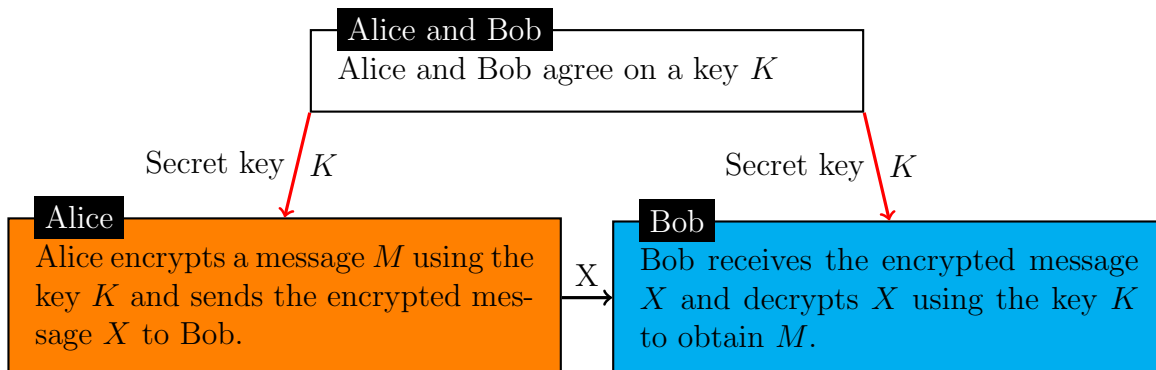 Alice and Bob
Alice and Bob agree on a key K
Secret key K
Secret key K
Alice
Alice encrypts a message M using the
key K and sends the encrypted mes-
sage X to Bob.
X
Bob
Bob receives the encrypted message
X and decrypts X using the key K
to obtain M.